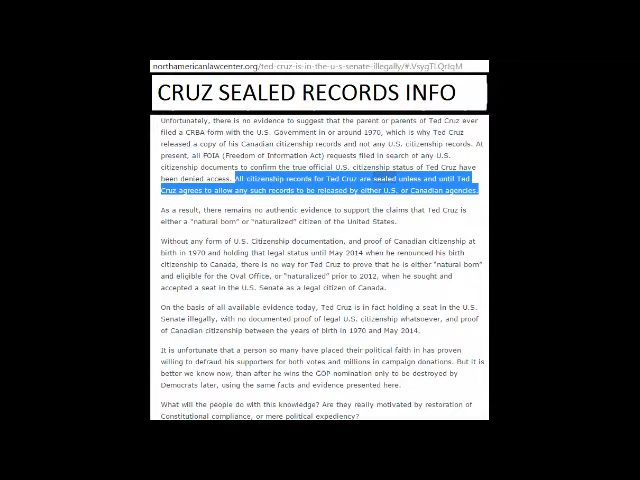 northamericanlawcenter.org/ted-cruz-is-in-the-u-s-senate-illegally/#.VsygTLQrIqM
CRUZ SEALED RECORDS INFO
Unfortunately, there is no evidence to suggest that the parent or parents of Ted Cruz ever
filed a CRBA form with the U.S. Government in or around 1970, which is why Ted Cruz
released a copy of his Canadian citizenship records and not any U.S. citizenship records. At
present, all FOIA (Freedom of Information Act) requests filed in search of any U.S.
citizenship documents to confirm the true official U.S. citizenship status of Ted Cruz have
been denied access. All citizenship records for Ted Cruz are sealed unless and until Ted
Cruz agrees to allow any such records to be released by either U.S. or Canadian agencies.
As a result, there remains no authentic evidence to support the claims that Ted Cruz is
either a "natural born" or "naturalized" citizen of the United States.
Without any form of U.S. Citizenship documentation, and proof of Canadian citizenship at
birth in 1970 and holding that legal status until May 2014 when he renounced his birth
citizenship to Canada, there is no way for Ted Cruz to prove that he is either "natural born"
and eligible for the Oval Office, or "naturalized" prior to 2012, when he sought and
accepted a seat in the U.S. Senate as a legal citizen of Canada.
On the basis of all available evidence today, Ted Cruz is in fact holding a seat in the U.S.
Senate illegally, with no documented proof of legal U.S. citizenship whatsoever, and proof
of Canadian citizenship between the years of birth in 1970 and May 2014.
It is unfortunate that a person so many have placed their political faith in has proven
willing to defraud his supporters for both votes and millions in campaign donations. But it is
better we know now, than after he wins the GOP nomination only to be destroyed by
Democrats later, using the same facts and evidence presented here.
What will the people do with this knowledge? Are they really motivated by restoration of
Constitutional compliance, or mere political expediency?